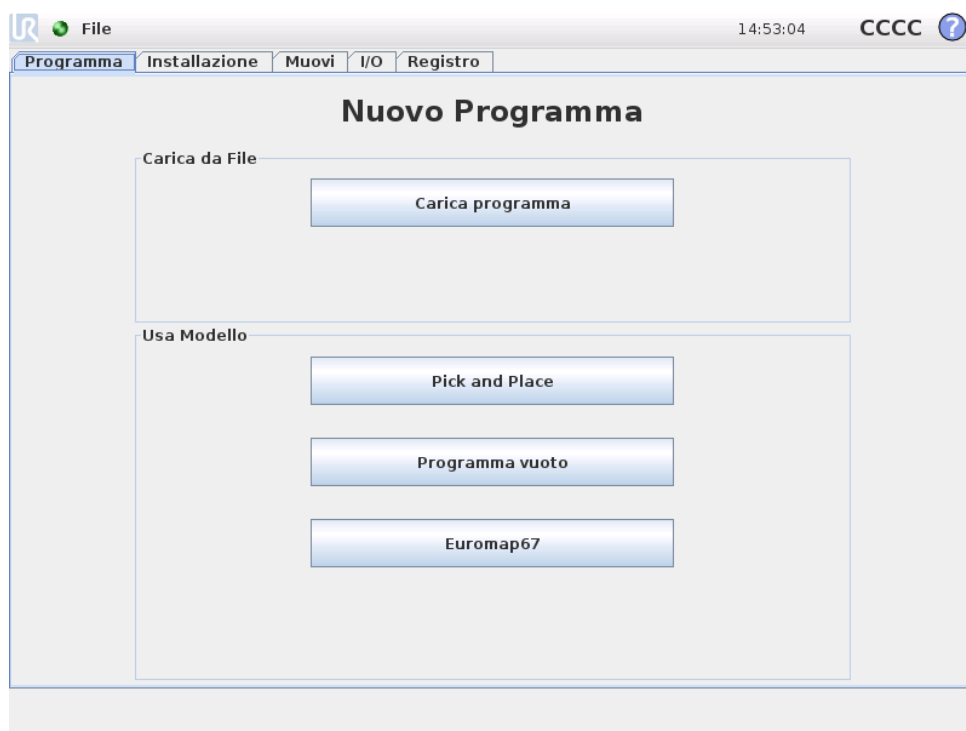 UR File 14:53:04 CCCC ?
Programma Installazione Muovi I/O Registro
Nuovo Programma
Carica da File
Carica programma
Usa Modello
Pick and Place
Programma vuoto
Euromap67